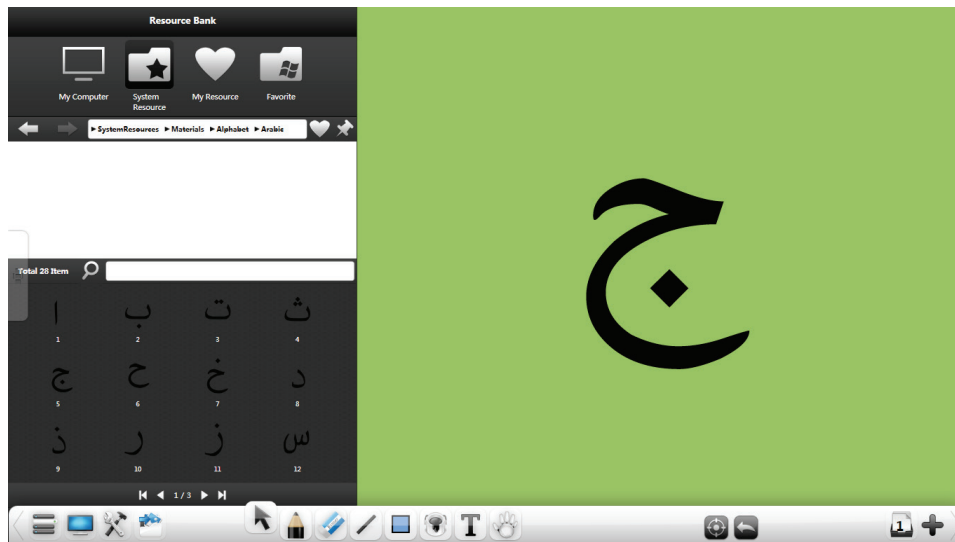 Resource Bank
My Computer
System
Resource
My Resource
Favorite
SystemResources Materials Alphabet Arabic
Total 28 Item
ا ب ت ث
1 2 3 4
ج ح خ د
5 6 7 8
ذ ر ز س
9 10 11 12
1 / 3
ج
T
1